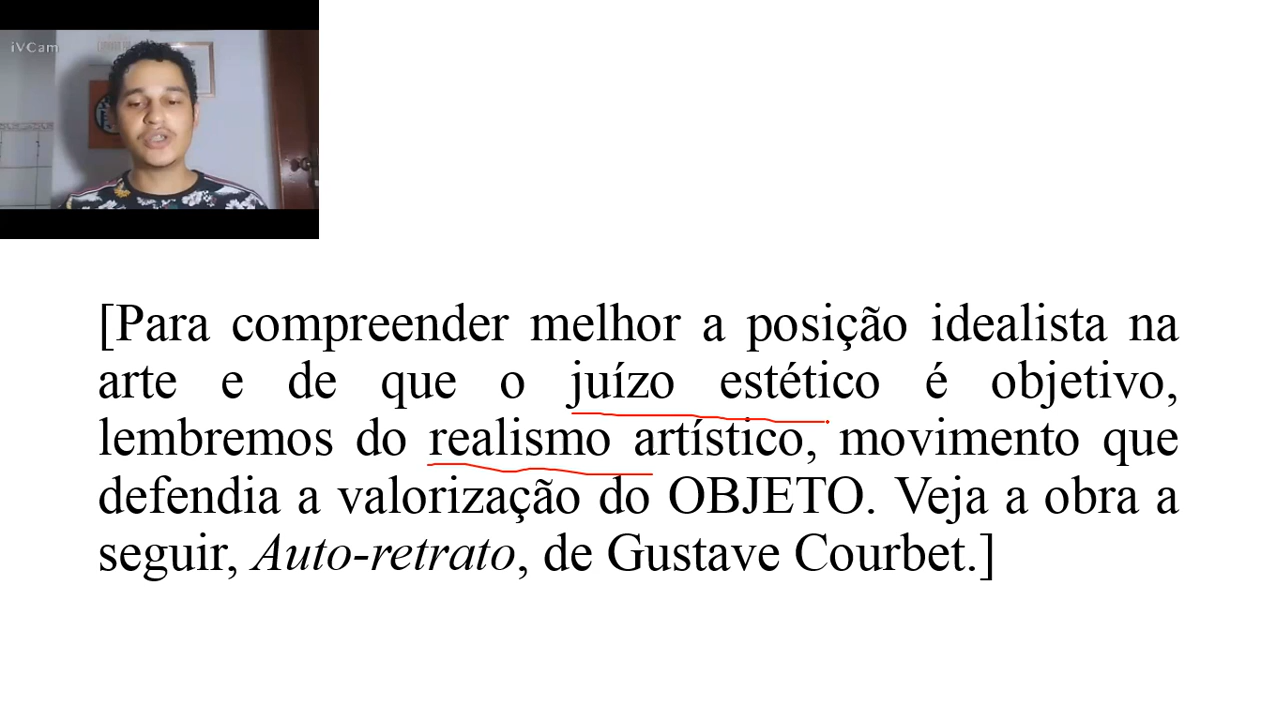 iVCam
[Para compreender melhor a posição idealista na
arte e de que o juízo estético é objetivo,
lembremos do realismo artístico, movimento que
defendia a valorização do OBJETO. Veja a obra a
seguir, Auto-retrato, de Gustave Courbet.]